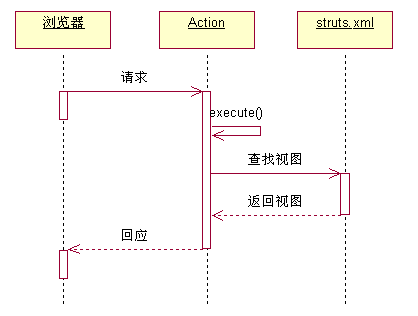 浏览器
Action
struts.xml
请求
execute()
查找视图
返回视图
回应